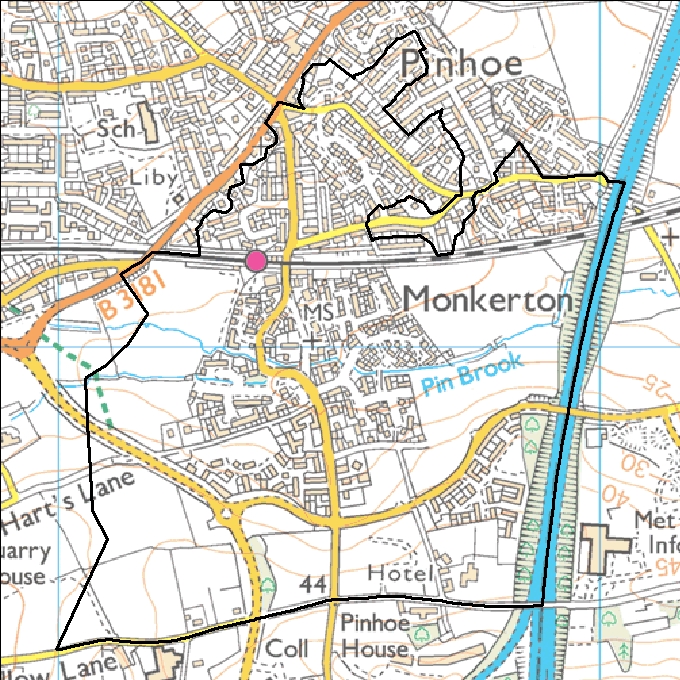 Pinhoe
Sch
Liby
B 3181
MS
Monkerton
Pin Brook
25
30
40
Hart's Lane
Met
Info
45
uarry
ouse
44
Hotel
Pinhoe
House
Coll
llow Lane